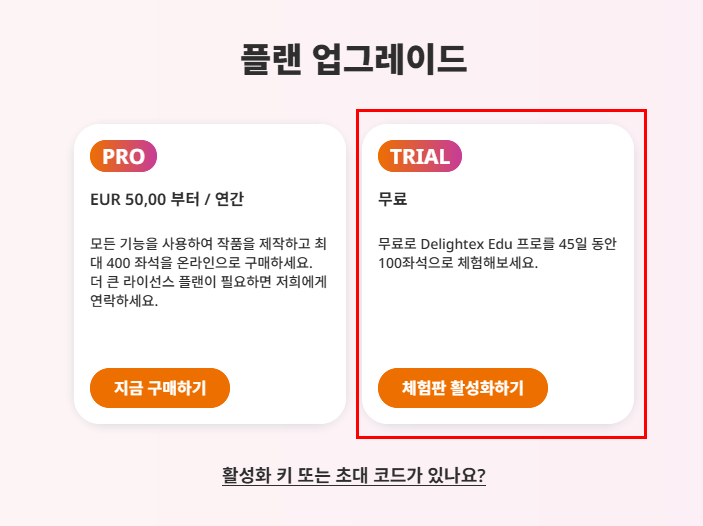 플랜 업그레이드
PRO
EUR 50,00 부터 / 연간
모든 기능을 사용하여 작품을 제작하고 최
대 400 좌석을 온라인으로 구매하세요.
더 큰 라이선스 플랜이 필요하면 저희에게
연락하세요.
지금 구매하기
TRIAL
무료
무료로 Delightex Edu 프로를 45일 동안
100좌석으로 체험해보세요.
체험판 활성화하기
활성화 키 또는 초대 코드가 있나요?